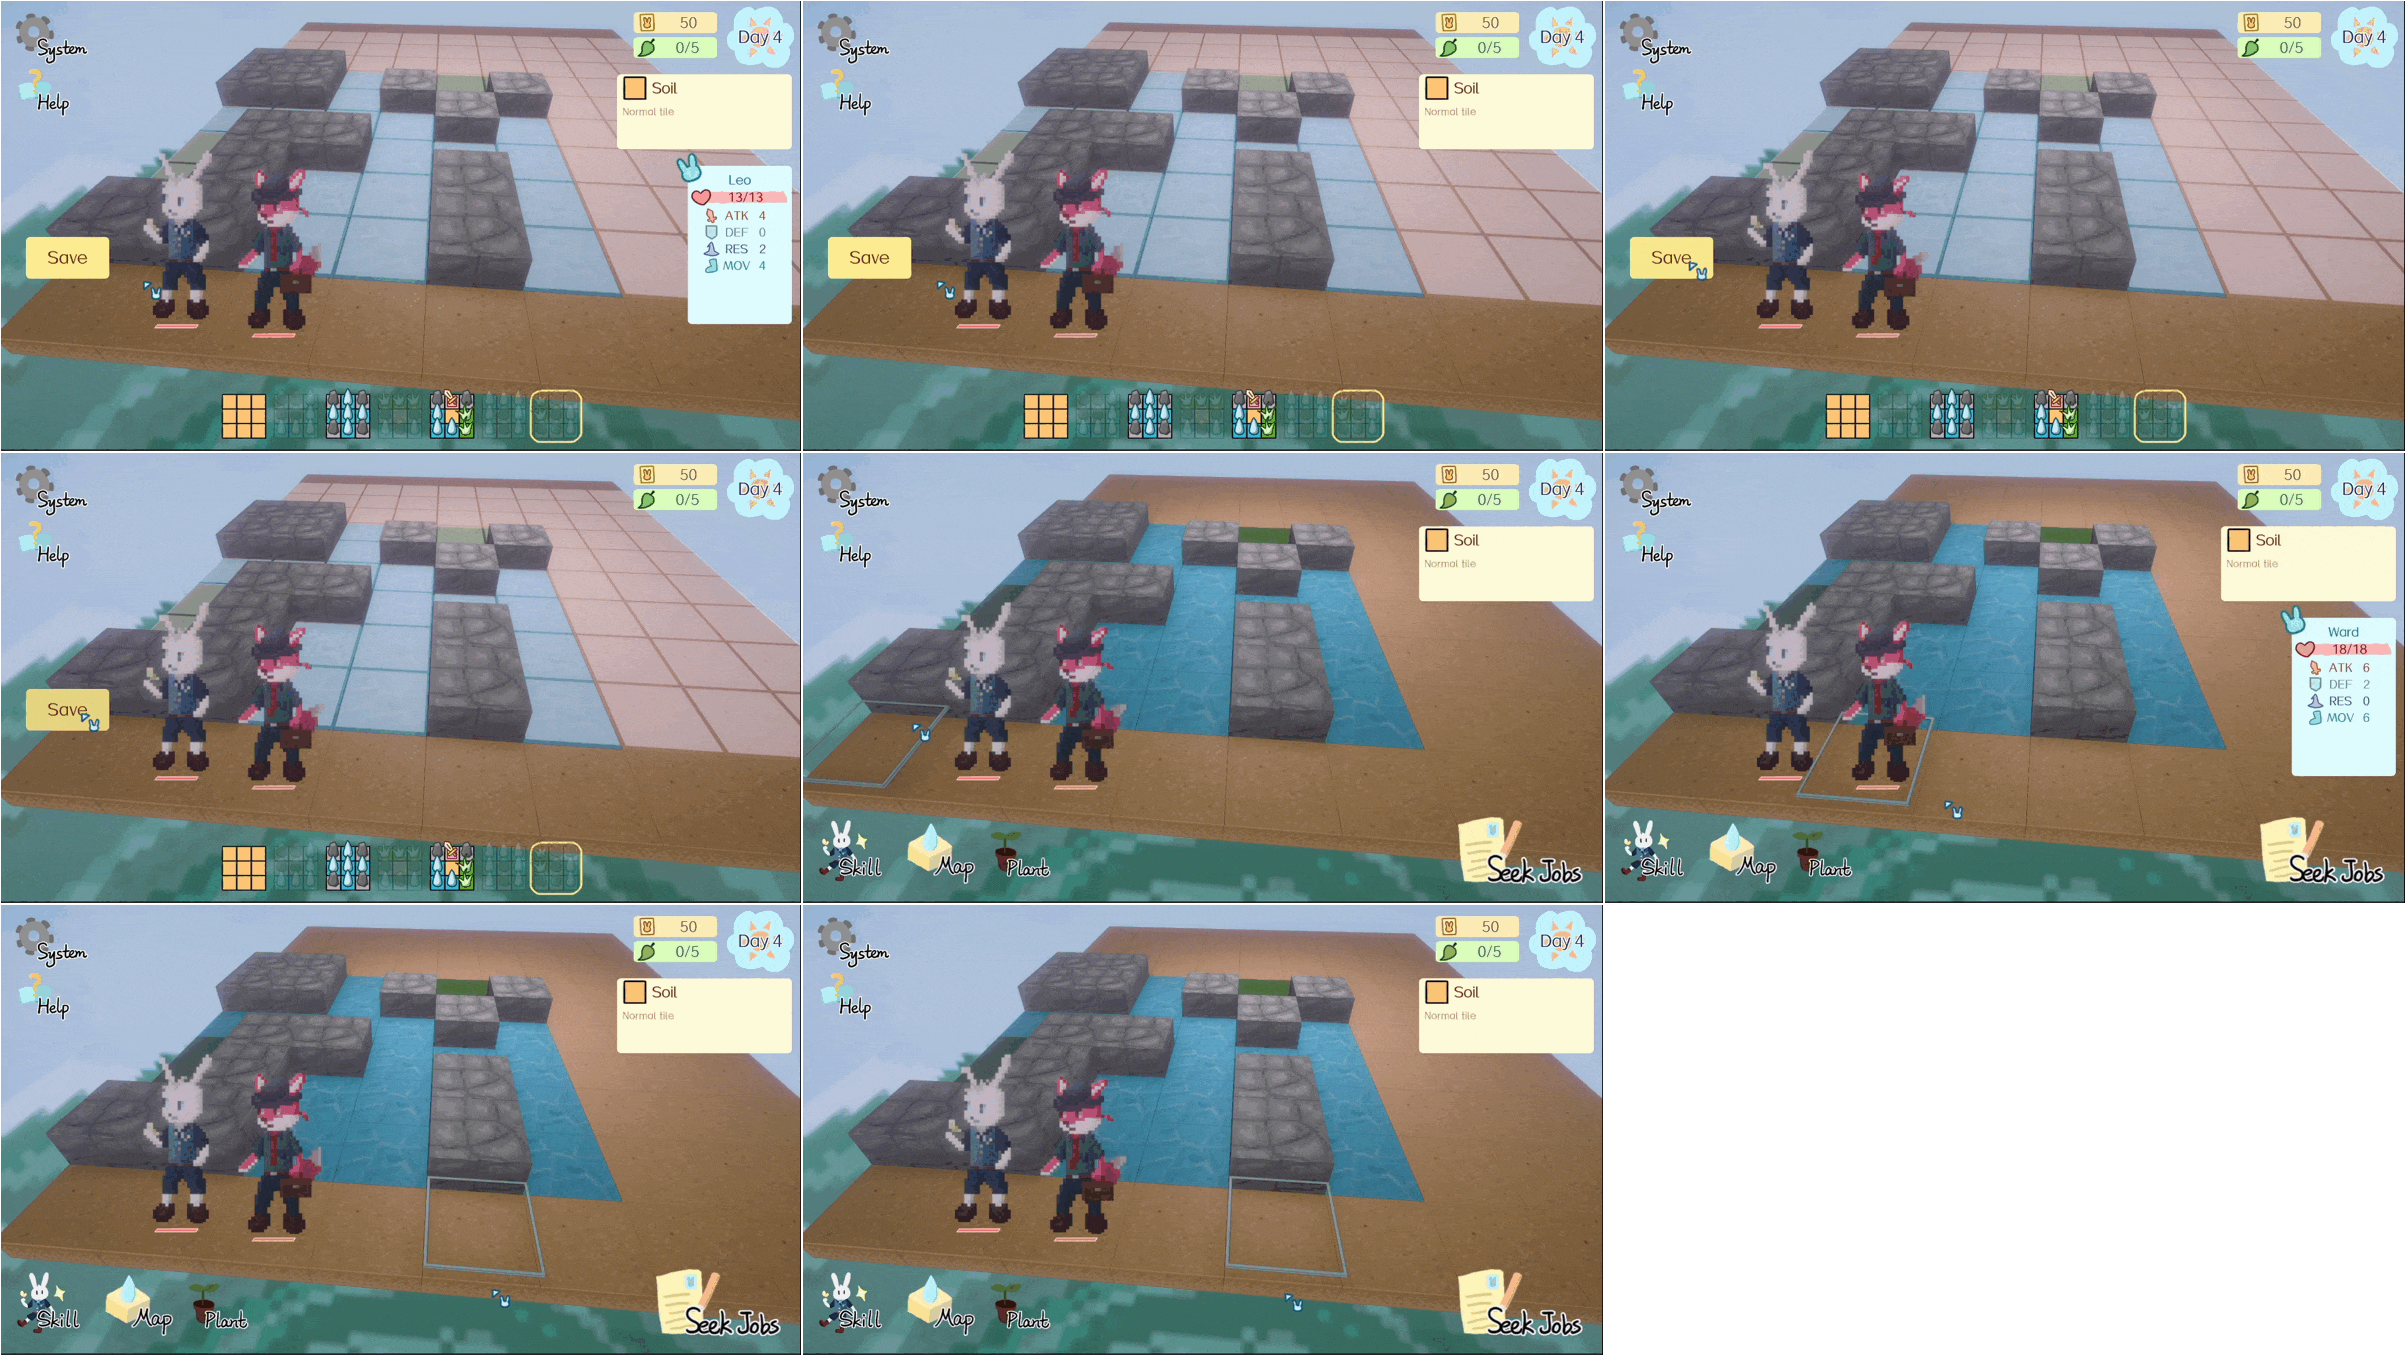 System
Help
50
0/5
Day 4
Soil
Normal tile
Leo
13/13
ATK 4
DEF 0
RES 2
MOV 4
Save
System
Help
50
0/5
Day 4
Soil
Normal tile
Save
System
Help
50
0/5
Day 4
Save
System
Help
50
0/5
Day 4
Save
System
Help
50
0/5
Day 4
Soil
Normal tile
Skill
Map
Plant
Seek Jobs
System
Help
50
0/5
Day 4
Soil
Normal tile
Ward
18/18
ATK 6
DEF 2
RES 0
MOV 6
Skill
Map
Plant
Seek Jobs
System
Help
50
0/5
Day 4
Soil
Normal tile
Skill
Map
Plant
Seek Jobs
System
Help
50
0/5
Day 4
Soil
Normal tile
Skill
Map
Plant
Seek Jobs